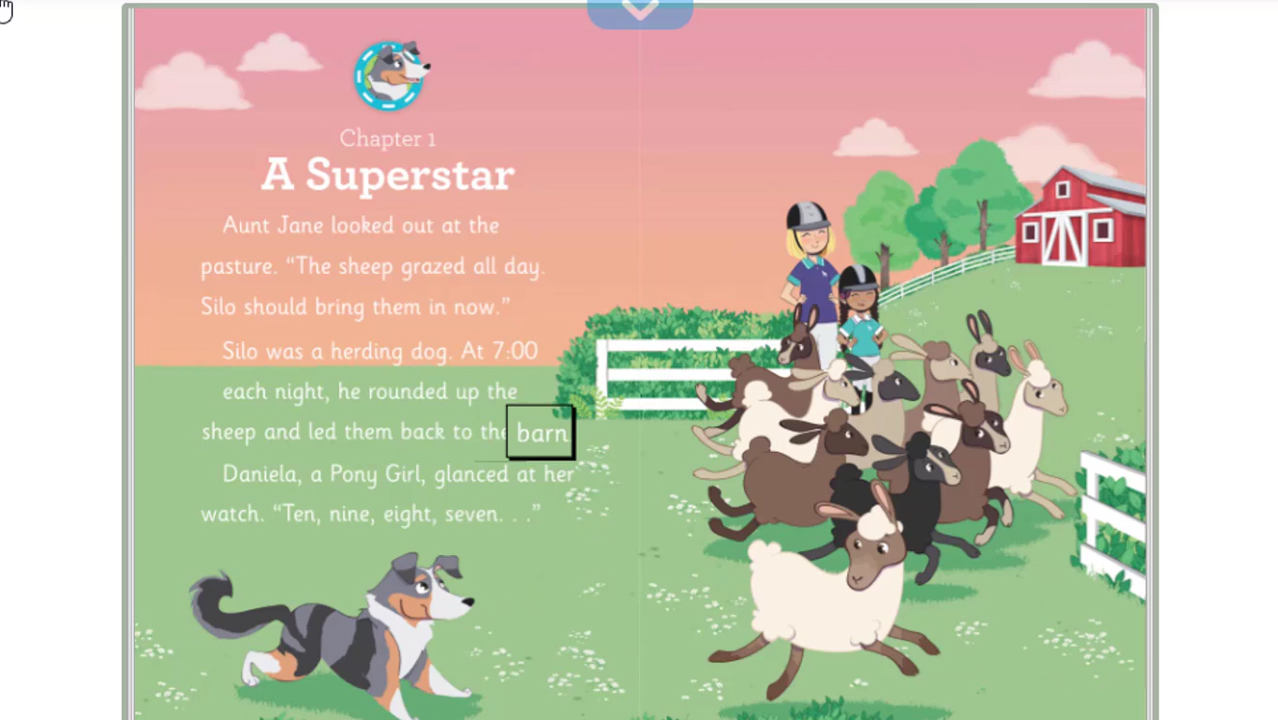 Chapter 1
A Superstar
Aunt Jane looked out at the
pasture. “The sheep grazed all day.
Silo should bring them in now.”
Silo was a herding dog. At 7:00
each night, he rounded up the
sheep and led them back to the barn
Daniela, a Pony Girl, glanced at her
watch. “Ten, nine, eight, seven. . .”